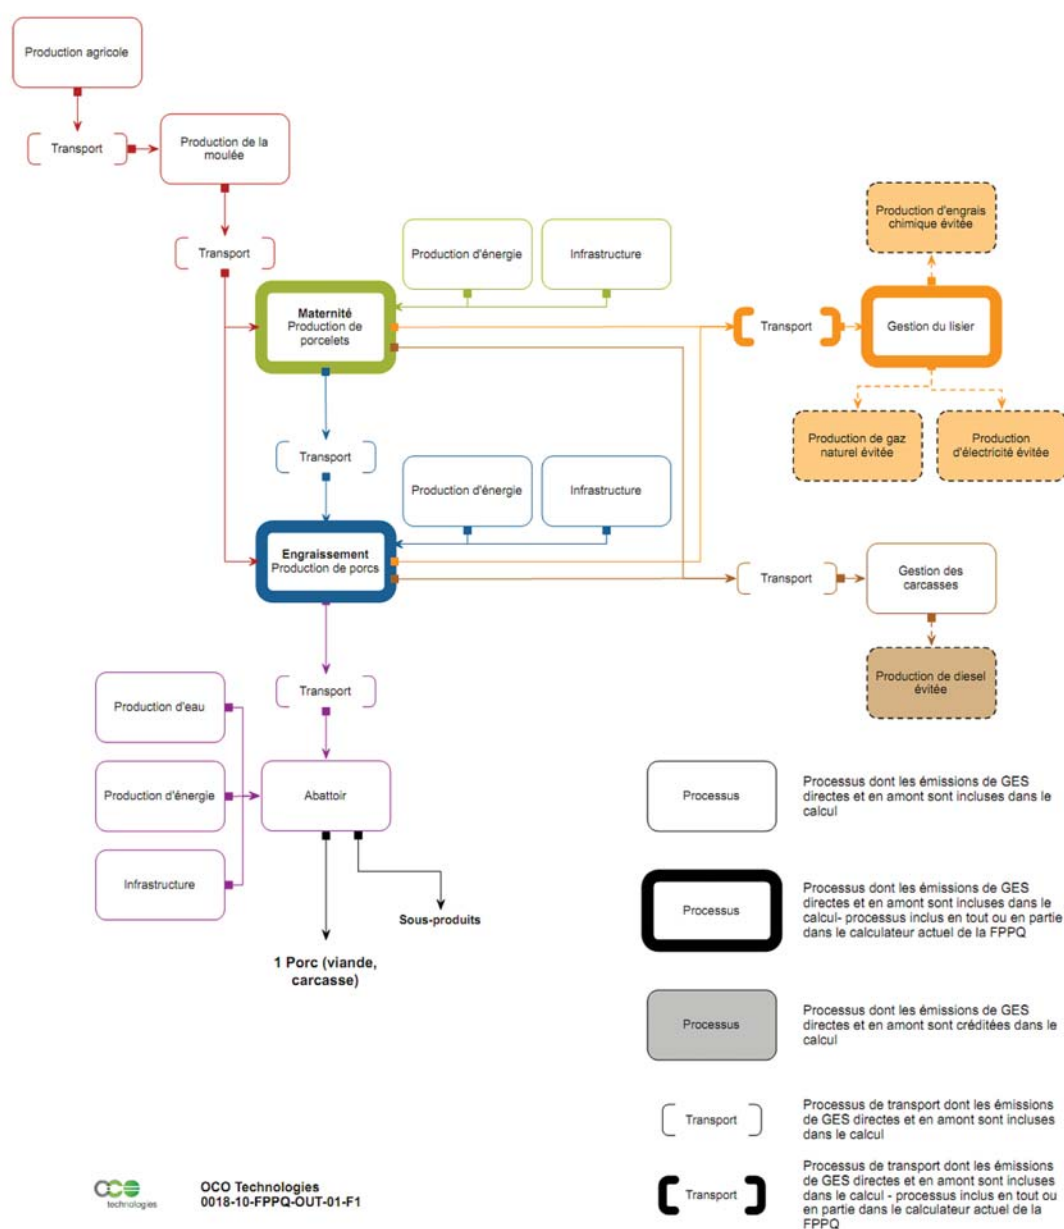 Production agricole
Transport
Production de la
moulée
Transport
Production d'énergie
Infrastructure
Maternité
Production de
porcelets
Production d'engrais
chimique évitée
Transport
Gestion du lisier
Production de gaz
naturel évitée
Production
d'électricité évitée
Transport
Production d'énergie
Infrastructure
Engraissement
Production de porcs
Transport
Gestion des
carcasses
Production de diesel
évitée
Transport
Production d'eau
Production d'énergie
Infrastructure
Abattoir
Sous-produits
1 Porc (viande,
carcasse)
Processus
Processus dont les émissions de GES
directes et en amont sont incluses dans le
calcul
Processus
Processus dont les émissions de GES
directes et en amont sont incluses dans le
calcul- processus inclus en tout ou en partie
dans le calculateur actuel de la FPPQ
Processus
Processus dont les émissions de GES
directes et en amont sont créditées dans le
calcul
Transport
Processus de transport dont les émissions
de GES directes et en amont sont incluses
dans le calcul
Transport
Processus de transport dont les émissions
de GES directes et en amont sont incluses
dans le calcul - processus inclus en tout ou
en partie dans le calculateur actuel de la
FPPQ
OCO
technologies
OCO Technologies
0018-10-FPPQ-OUT-01-F1